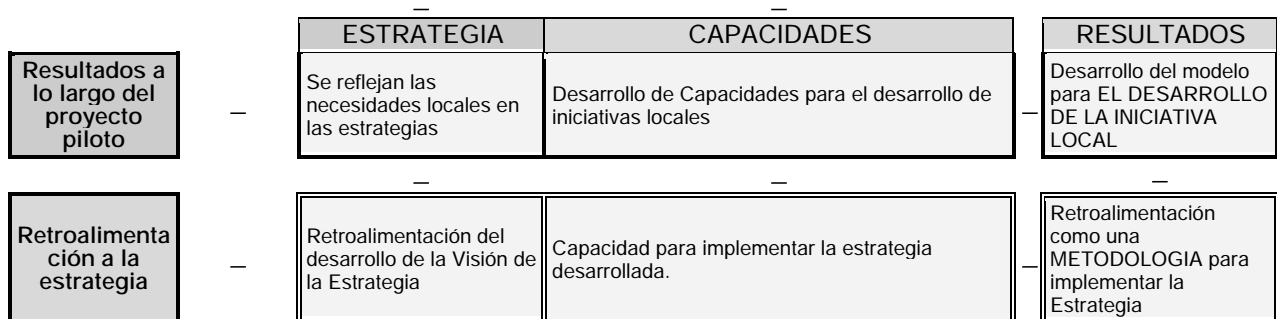 ESTRATEGIA CAPACIDADES RESULTADOS
Resultados a
lo largo del
proyecto
piloto
Se reflejan las
necesidades locales en
las estrategias
Desarrollo de Capacidades para el desarrollo de
iniciativas locales
Desarrollo del modelo
para EL DESARROLLO
DE LA INICIATIVA
LOCAL
Retroalimenta
ción a la
estrategia
Retroalimentación del
desarrollo de la Visión de
la Estrategia
Capacidad para implementar la estrategia
desarrollada.
Retroalimentación
como una
METODOLOGIA para
implementar la
Estrategia